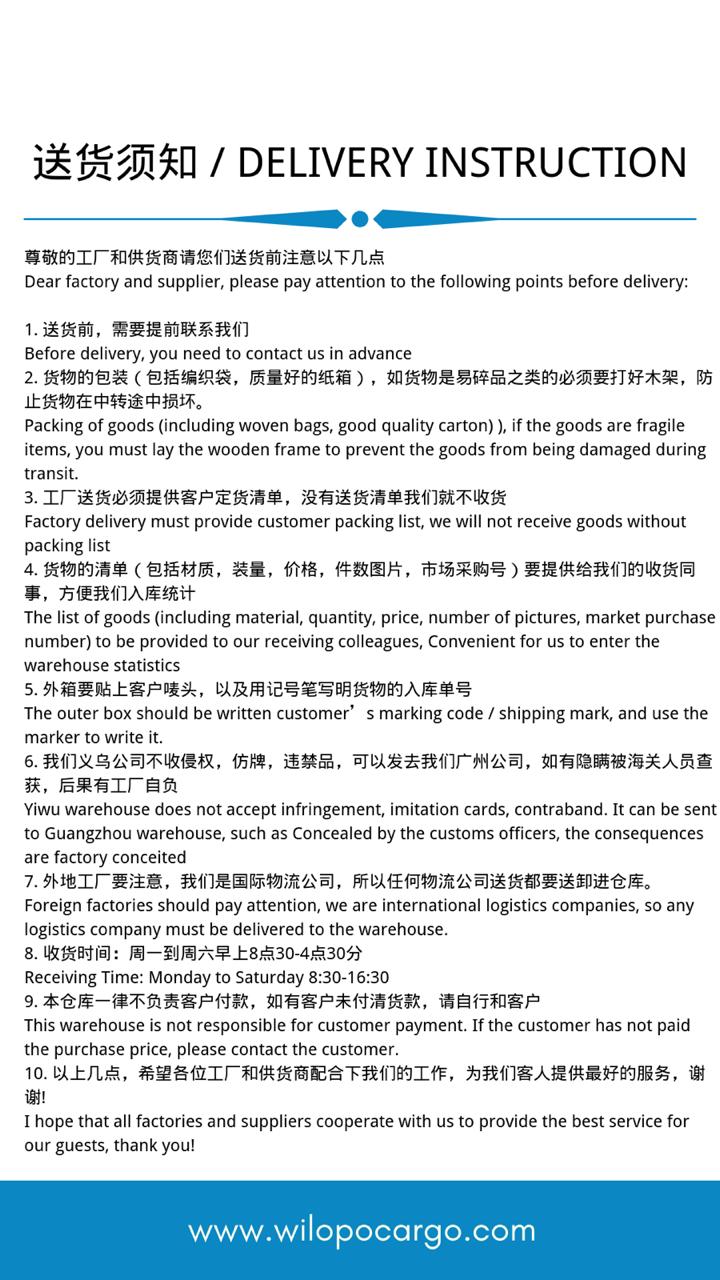 送货须知 / DELIVERY INSTRUCTION
尊敬的工厂和供货商请您们送货前注意以下几点
Dear factory and supplier, please pay attention to the following points before delivery:
1. 送货前，需要提前联系我们
Before delivery, you need to contact us in advance
2. 货物的包装（包括编织袋，质量好的纸箱），如货物是易碎品之类的必须要打好木架，防
止货物在中转途中损坏。
Packing of goods (including woven bags, good quality carton) ), if the goods are fragile
items, you must lay the wooden frame to prevent the goods from being damaged during
transit.
3. 工厂送货必须提供客户定货清单，没有送货清单我们就不收货
Factory delivery must provide customer packing list, we will not receive goods without
packing list
4. 货物的清单（包括材质，装量，价格，件数图片，市场采购号）要提供给我们的收货同
事，方便我们入库统计
The list of goods (including material, quantity, price, number of pictures, market purchase
number) to be provided to our receiving colleagues, Convenient for us to enter the
warehouse statistics
5. 外箱要贴上客户唛头，以及用记号笔写明货物的入库单号
The outer box should be written customer’s marking code / shipping mark, and use the
marker to write it.
6. 我们义乌公司不收侵权，仿牌，违禁品，可以发去我们广州公司，如有隐瞒被海关人员查
获，后果有工厂自负
Yiwu warehouse does not accept infringement, imitation cards, contraband. It can be sent
to Guangzhou warehouse, such as Concealed by the customs officers, the consequences
are factory conceited
7. 外地工厂要注意，我们是国际物流公司，所以任何物流公司送货都要送卸进仓库。
Foreign factories should pay attention, we are international logistics companies, so any
logistics company must be delivered to the warehouse.
8. 收货时间：周一到周六早上8点30-4点30分
Receiving Time: Monday to Saturday 8:30-16:30
9. 本仓库一律不负责客户付款，如有客户未付清货款，请自行和客户
This warehouse is not responsible for customer payment. If the customer has not paid
the purchase price, please contact the customer.
10. 以上几点，希望各位工厂和供货商配合下我们的工作，为我们客人提供最好的服务，谢
谢!
I hope that all factories and suppliers cooperate with us to provide the best service for
our guests, thank you!
www.wilopocargo.com